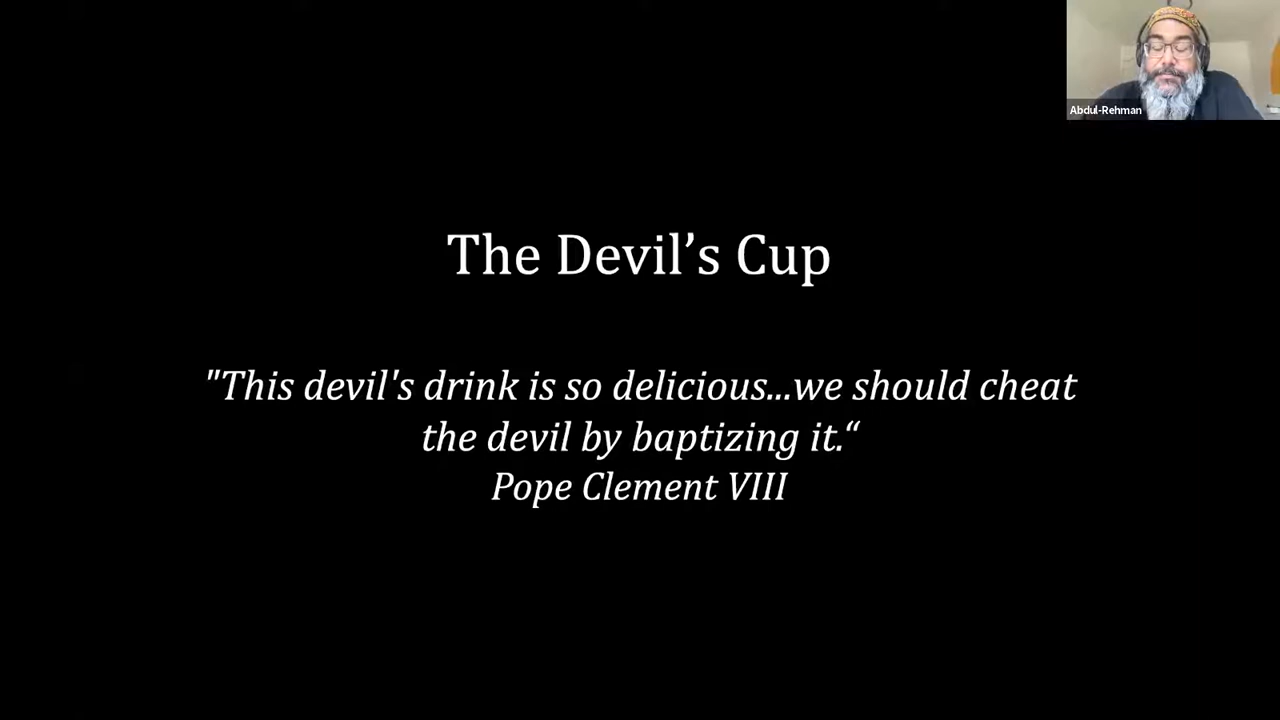 Abdul-Rehman
The Devil’s Cup
"This devil's drink is so delicious...we should cheat
the devil by baptizing it.“
Pope Clement VIII